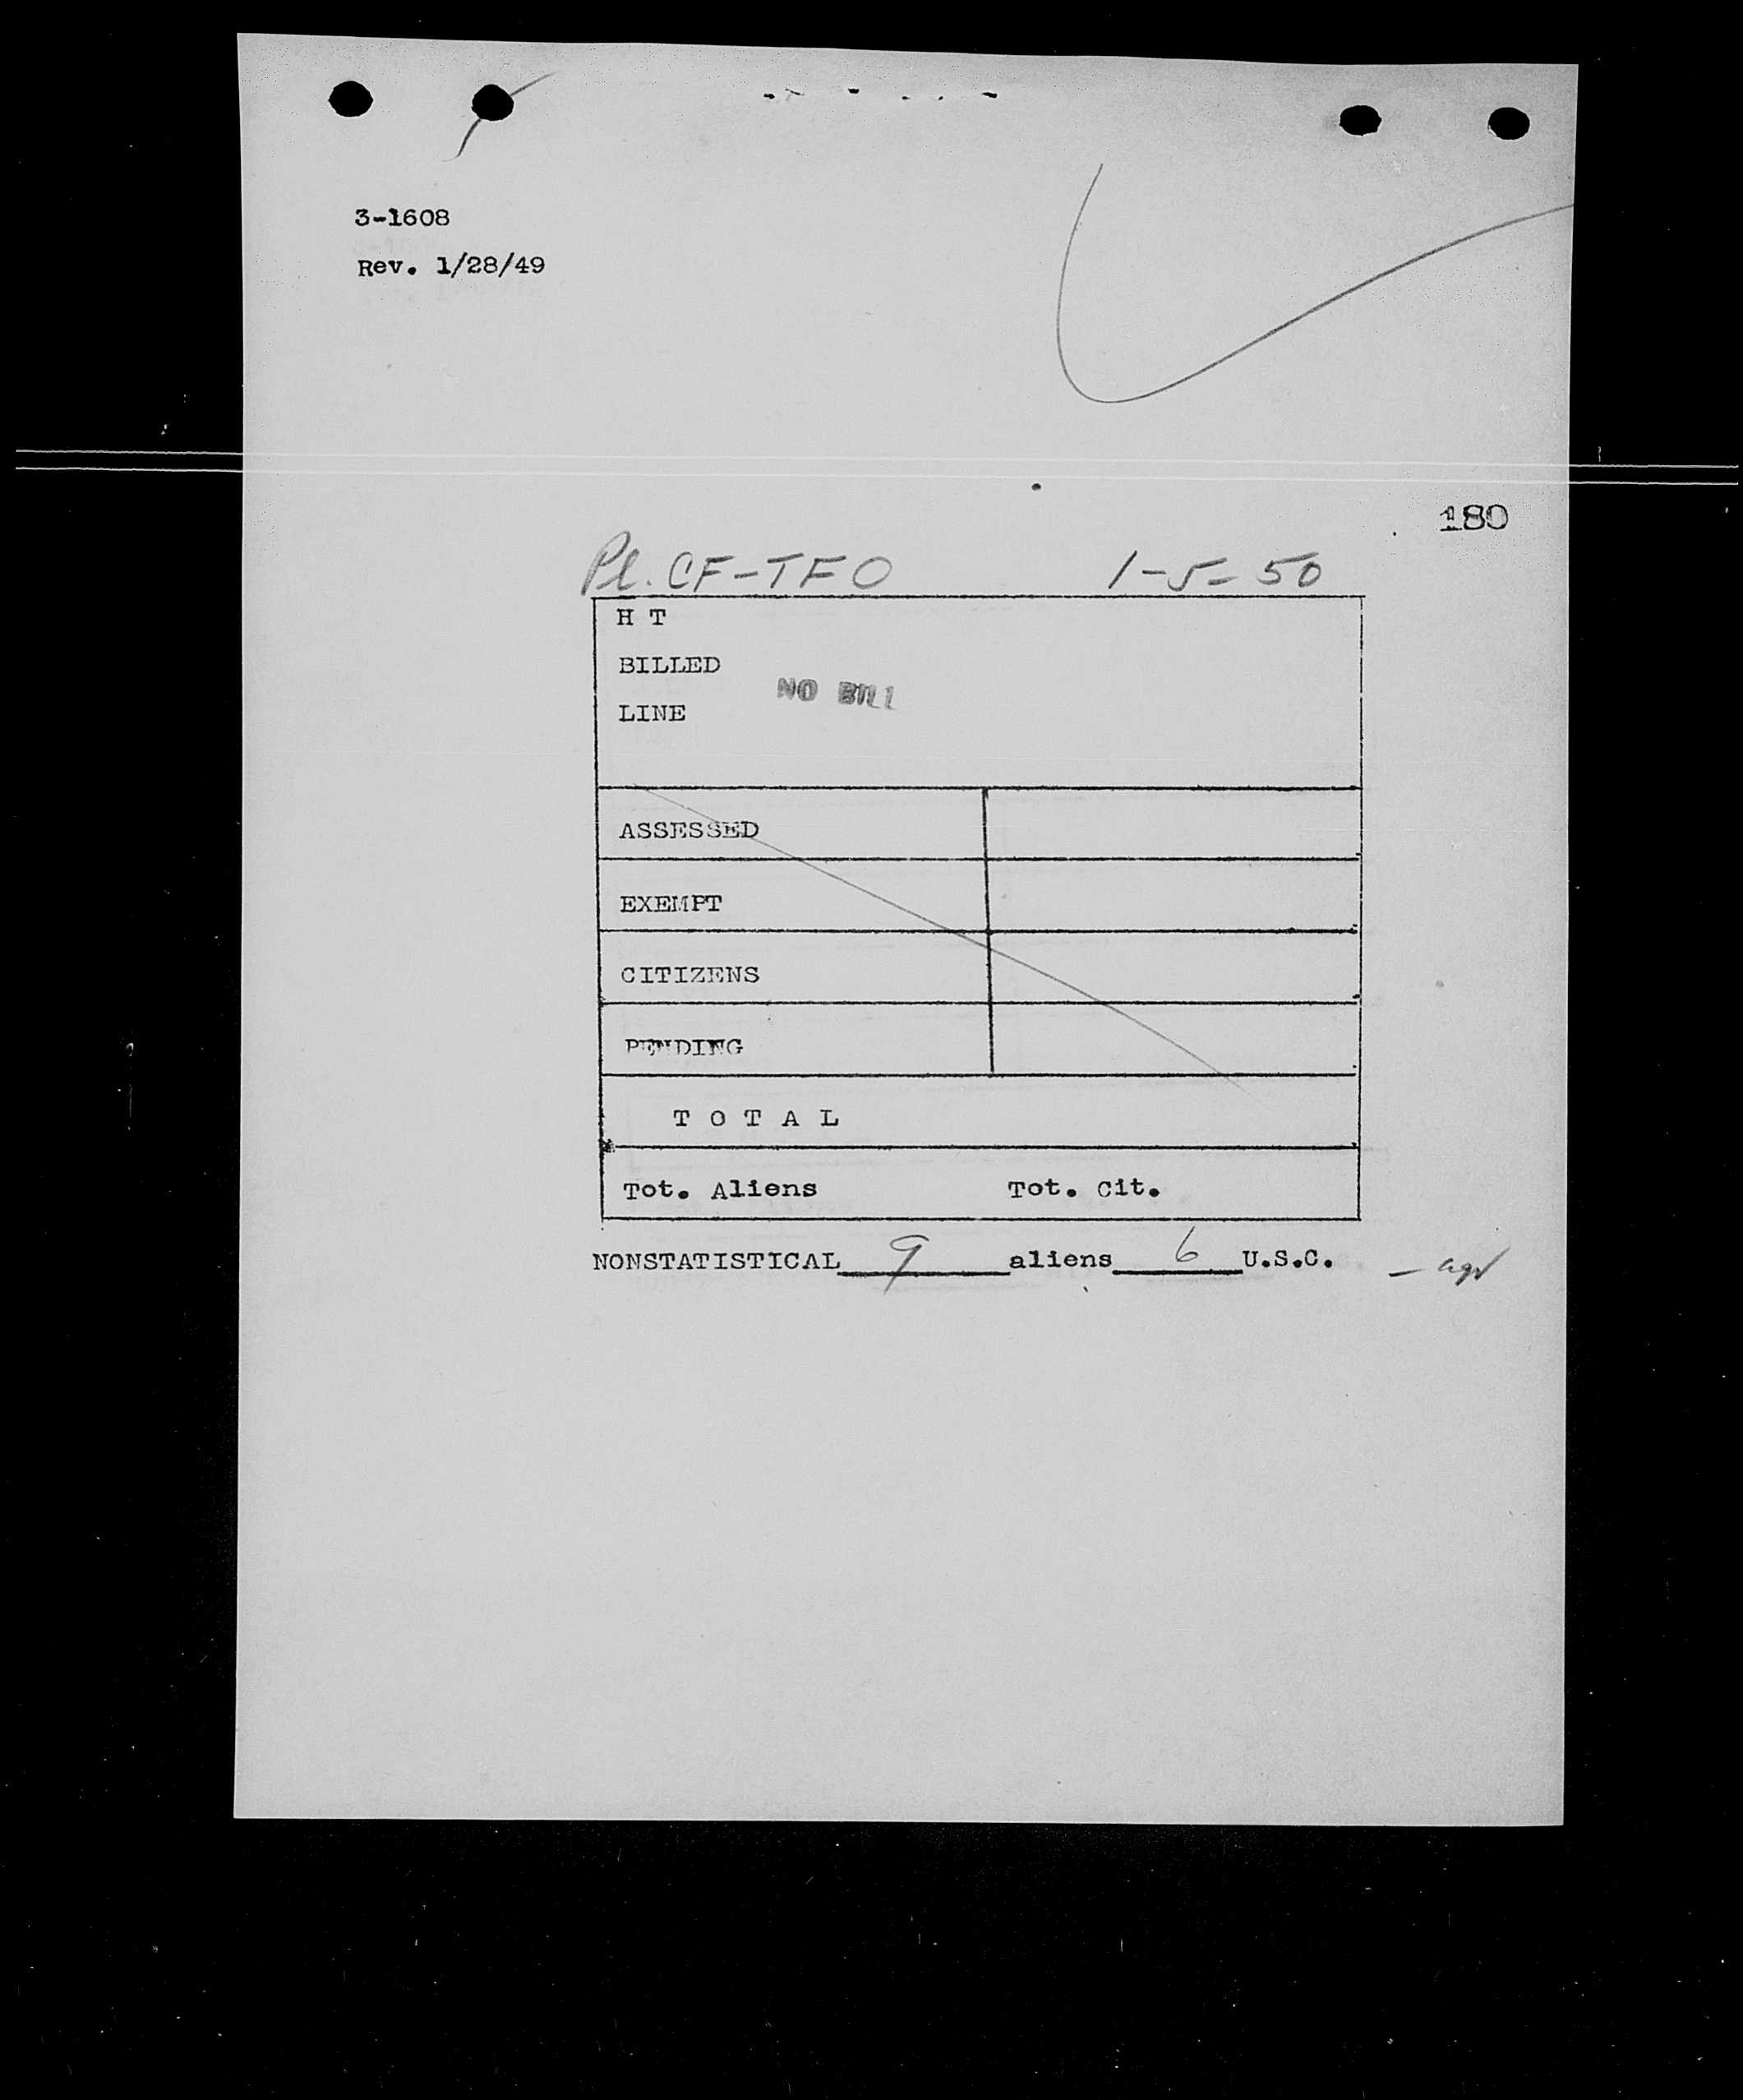 3-1608
Rev. 1/28/49
180
Pl. CF-TFO 1-5-50
H T
BILLED
NO BILL
LINE
ASSESSED
EXEMPT
CITIZENS
PENDING
T O T A L
Tot. Aliens Tot. Cit.
NONSTATISTICAL 9 aliens 6 U.S.C.